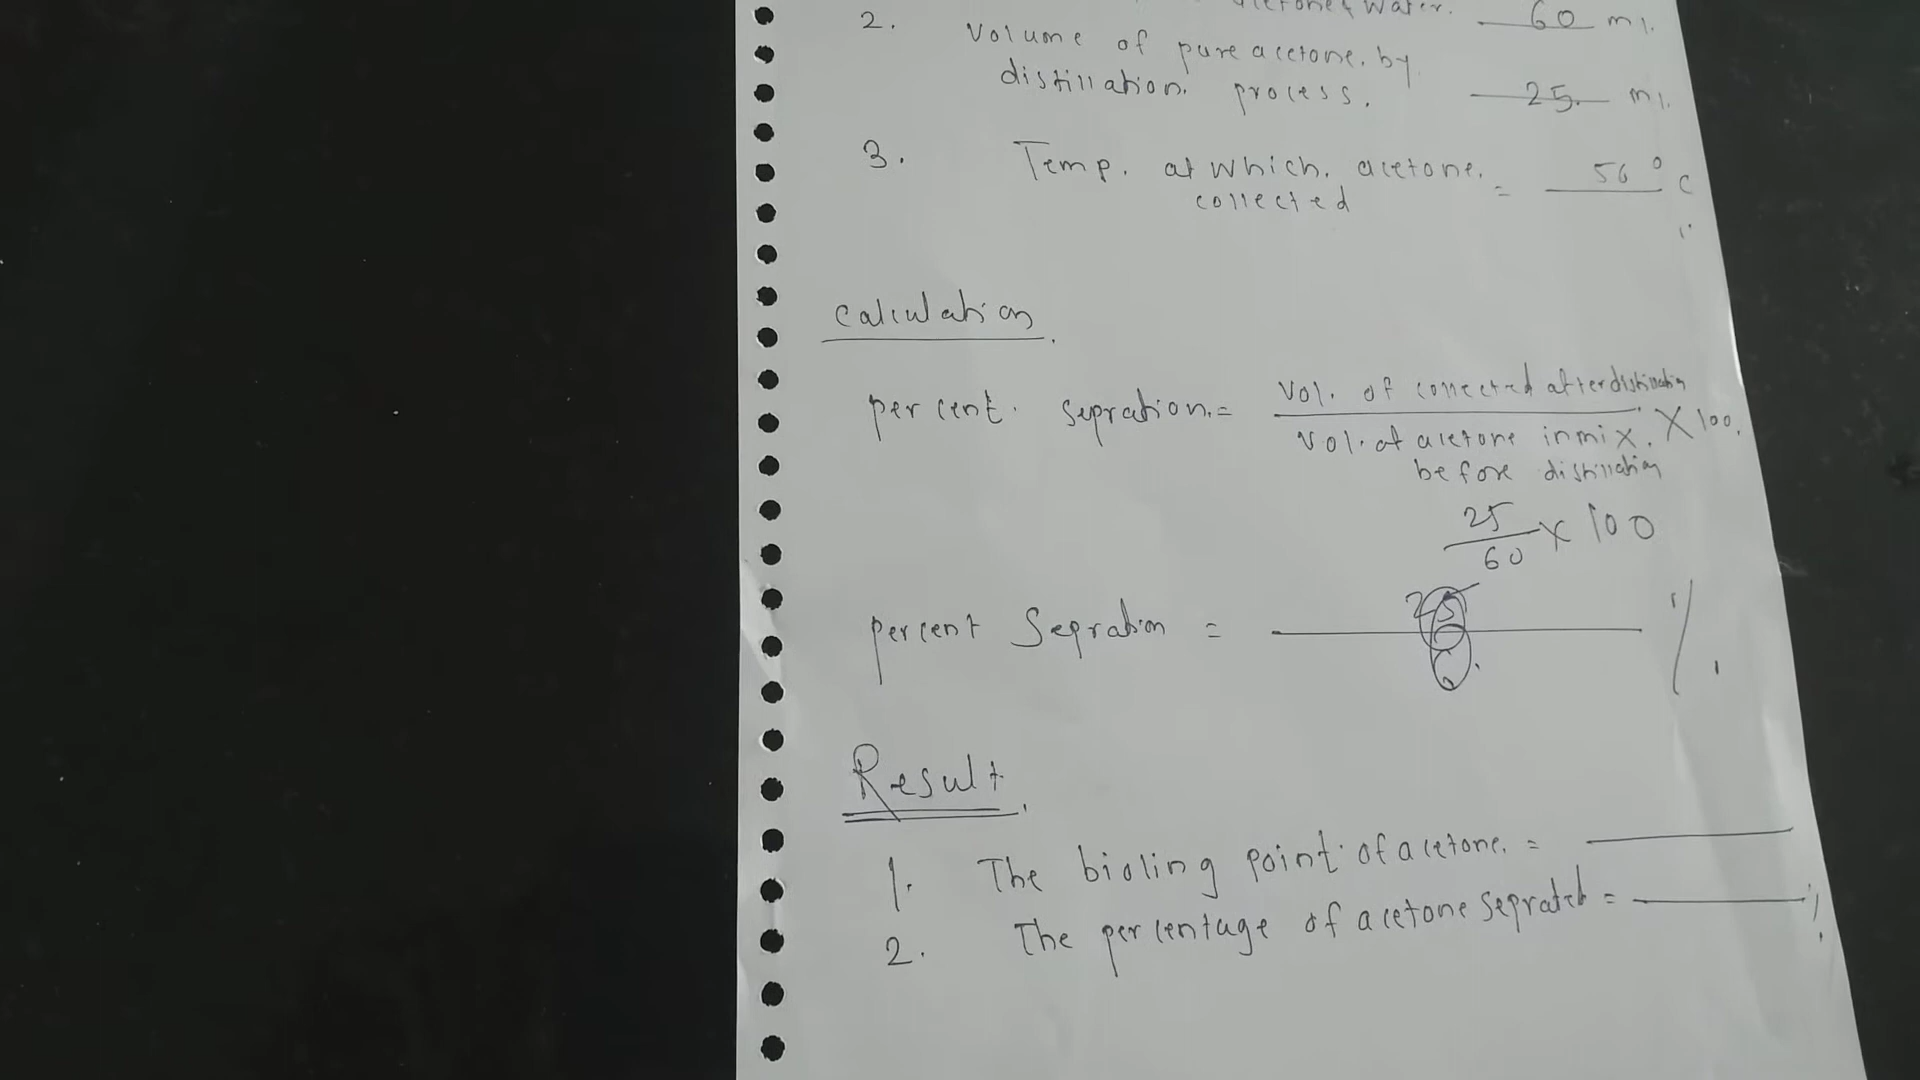 acetone & Water. 60 ml.
2. Volume of pure acetone. by
distillation. process. 25. ml.
3. Temp. at which. acetone. = 56° c
collected
Calculation.
per cent. sepration. = Vol. of collected after distillation
Vol. of acetone in mix. X 100.
before distillation
25
60 x 100
percent Sepration = 25 %.
Result.
1. The bioling point of acetone. =
2. The percentage of acetone seprated = %